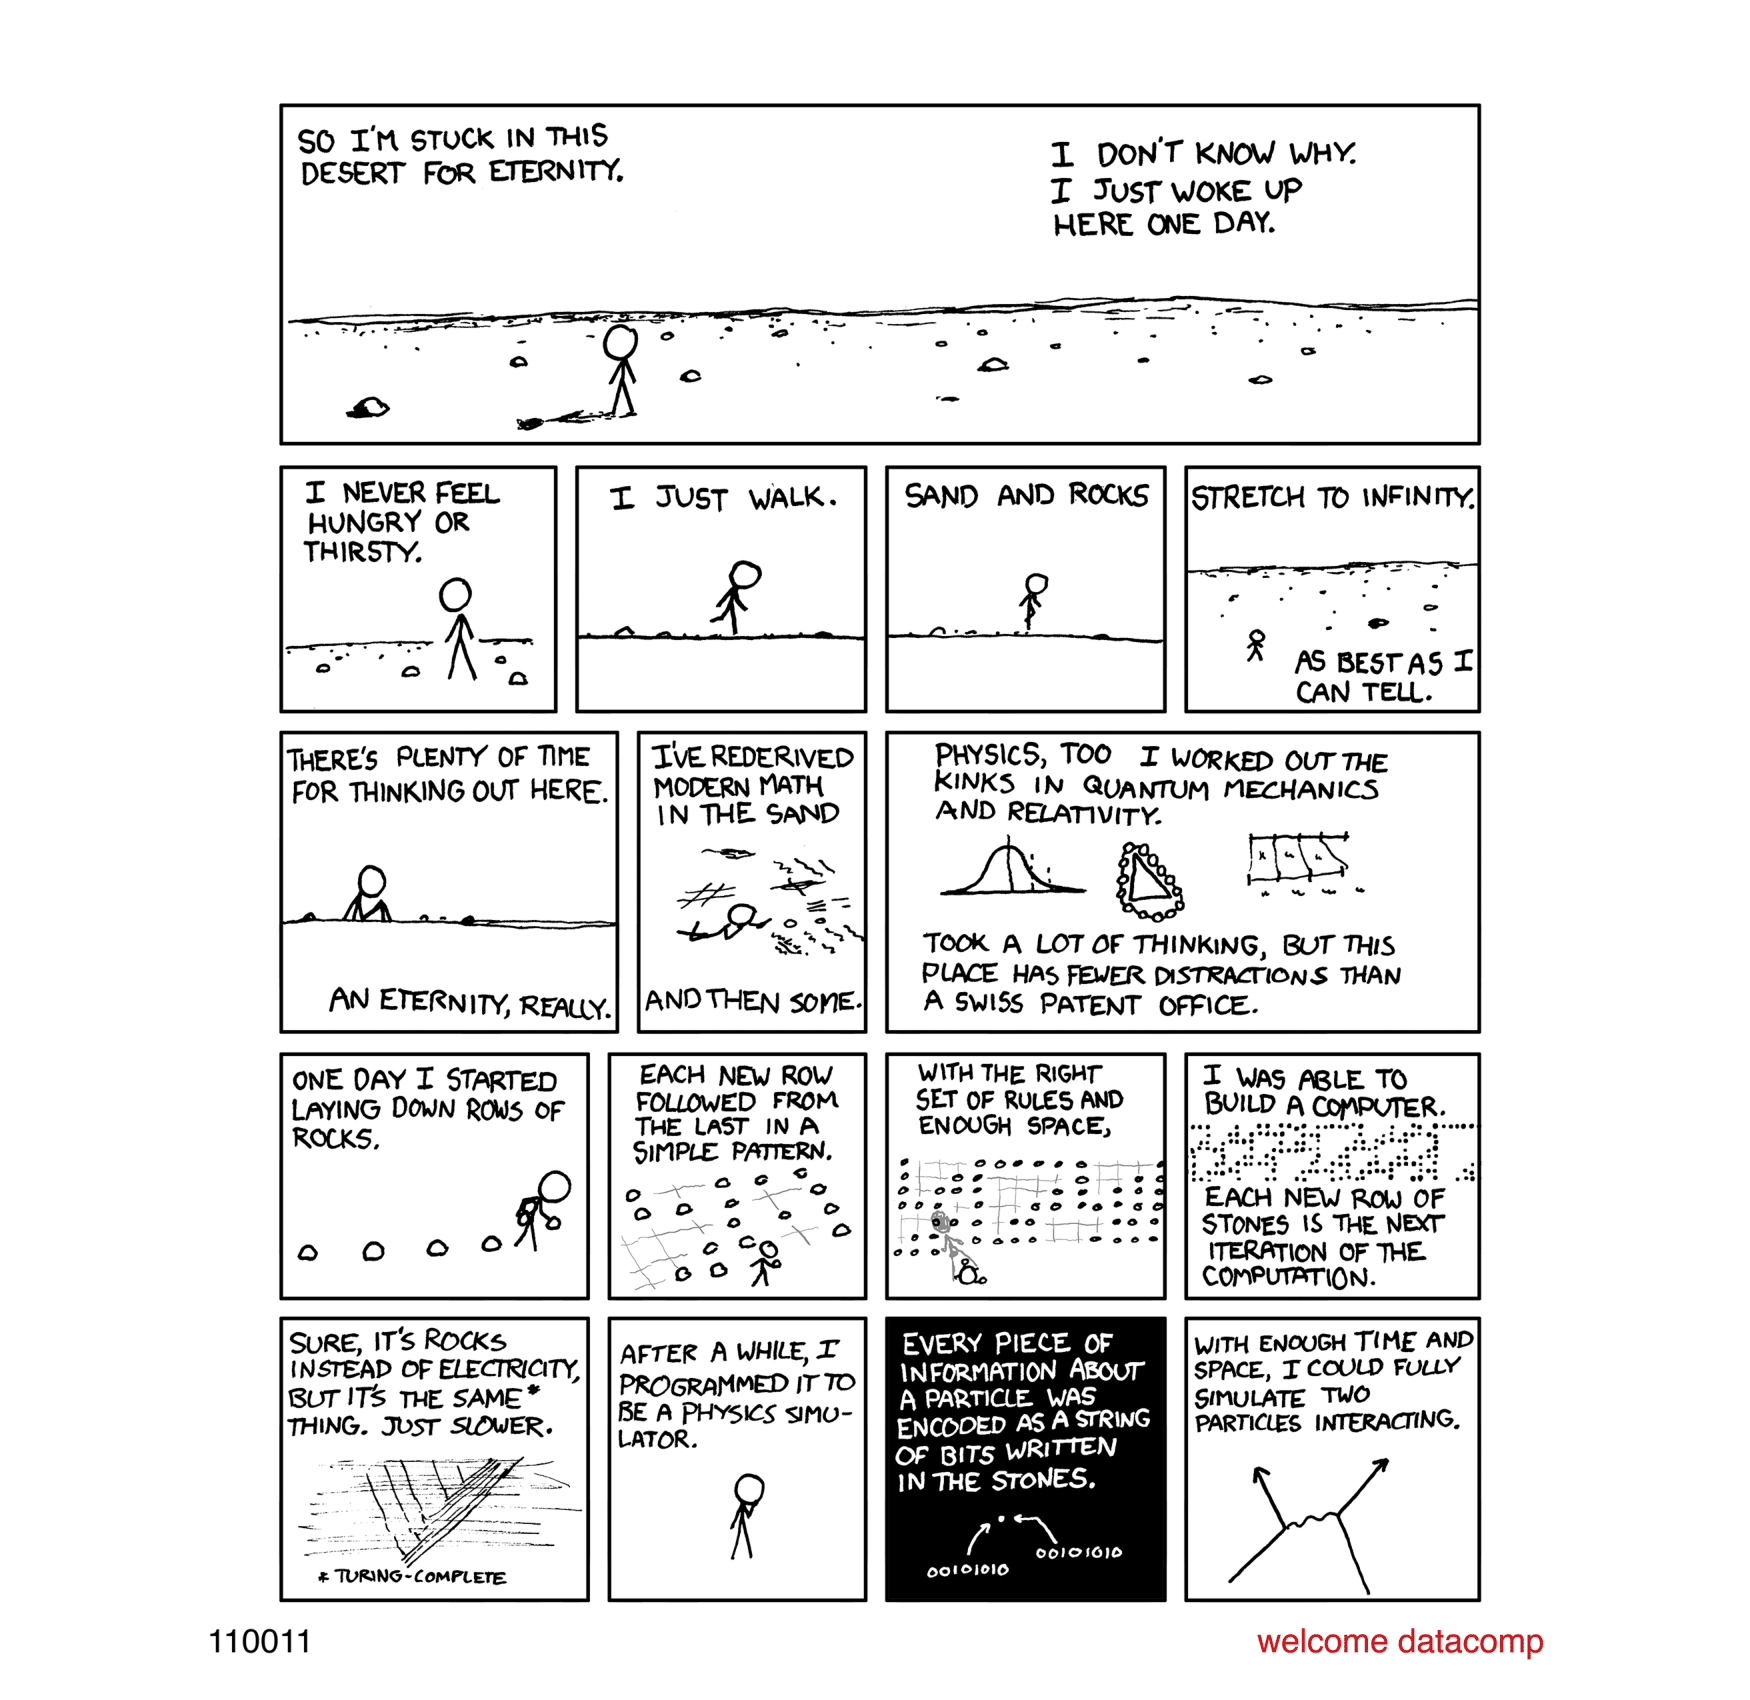 SO I'M STUCK IN THIS
DESERT FOR ETERNITY.
I DON'T KNOW WHY.
I JUST WOKE UP
HERE ONE DAY.
I NEVER FEEL
HUNGRY OR
THIRSTY.
I JUST WALK.
SAND AND ROCKS
STRETCH TO INFINITY.
AS BEST AS I
CAN TELL.
THERE'S PLENTY OF TIME
FOR THINKING OUT HERE.
AN ETERNITY, REALLY.
I'VE REDERIVED
MODERN MATH
IN THE SAND
AND THEN SOME.
PHYSICS, TOO I WORKED OUT THE
KINKS IN QUANTUM MECHANICS
AND RELATIVITY.
TOOK A LOT OF THINKING, BUT THIS
PLACE HAS FEWER DISTRACTIONS THAN
A SWISS PATENT OFFICE.
ONE DAY I STARTED
LAYING DOWN ROWS OF
ROCKS.
EACH NEW ROW
FOLLOWED FROM
THE LAST IN A
SIMPLE PATTERN.
WITH THE RIGHT
SET OF RULES AND
ENOUGH SPACE,
I WAS ABLE TO
BUILD A COMPUTER.
EACH NEW ROW OF
STONES IS THE NEXT
ITERATION OF THE
COMPUTATION.
SURE, IT'S ROCKS
INSTEAD OF ELECTRICITY,
BUT IT'S THE SAME*
THING. JUST SLOWER.
* TURING-COMPLETE
AFTER A WHILE, I
PROGRAMMED IT TO
BE A PHYSICS SIMU-
LATOR.
EVERY PIECE OF
INFORMATION ABOUT
A PARTICLE WAS
ENCODED AS A STRING
OF BITS WRITTEN
IN THE STONES.
00101010
00101010
WITH ENOUGH TIME AND
SPACE, I COULD FULLY
SIMULATE TWO
PARTICLES INTERACTING.
110011
welcome datacomp